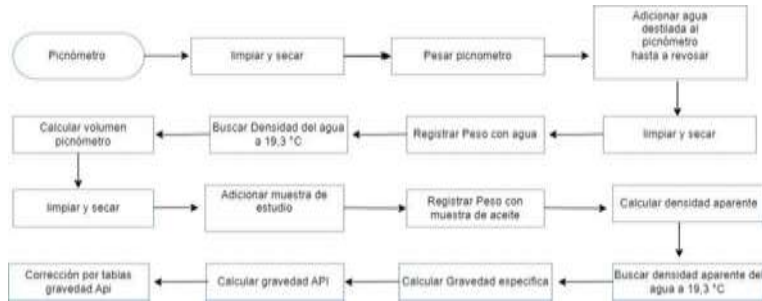 Picnómetro
limpiar y secar
Pesar picnometro
Adicionar agua
destilada al
picnómetro
hasta a revosar
limpiar y secar
Registrar Peso con agua
Buscar Densidad del agua
a 19,3 °C
Calcular volumen
picnómetro
limpiar y secar
Adicionar muestra de
estudio
Registrar Peso con
muestra de aceite
Calcular densidad aparente
Buscar densidad aparente del
agua a 19,3 °C
Calcular Gravedad especifica
Calcular gravedad API
Corrección por tablas
gravedad Api